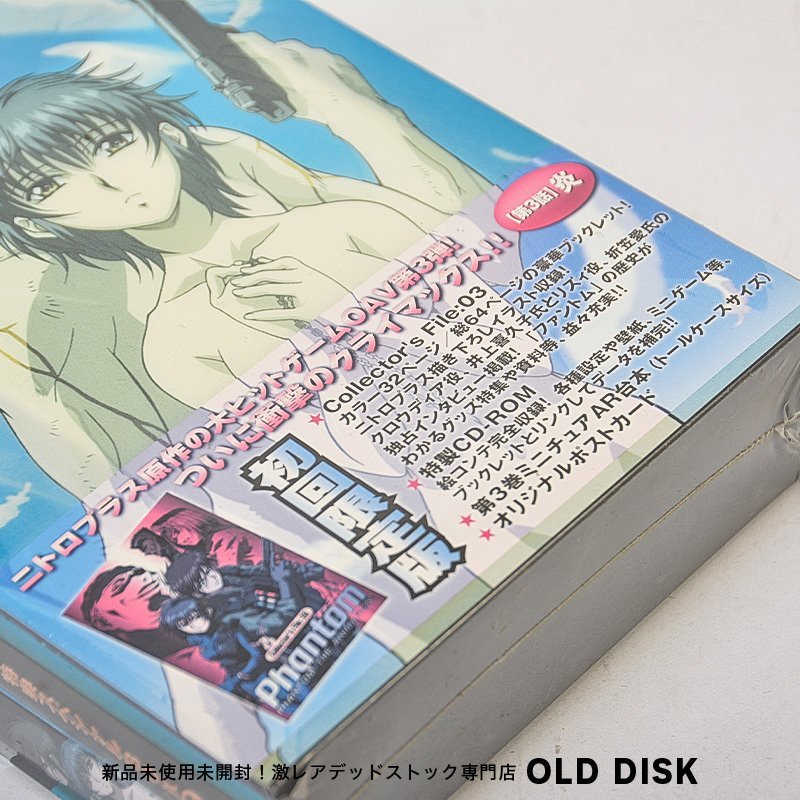 【第3話】炎
ニトロプラス原作の大ヒットゲームOAV第3弾!
ついに衝撃のクライマックス!!
初回限定版
★Collector's File:03
カラー32ページ/総64ページの豪華ブックレット!
ニトロプラス描き下ろしイラスト収録!
クロウディア役、井上喜久子氏とリズィ役、折笠愛氏の
独占インタビュー掲載!「ファントム」の歴史が
わかるグッズ特集や資料等、益々充実!!
★特製CD-ROM
絵コンテ完全収録! 各種設定や壁紙、ミニゲーム等、
ブックレットとリンクしてデータを補完!!
★第3巻ミニチュアAR台本(トールケースサイズ)
★オリジナルポストカード
Phantom
新品未使用未開封!激レアデッドストック専門店 OLD DISK